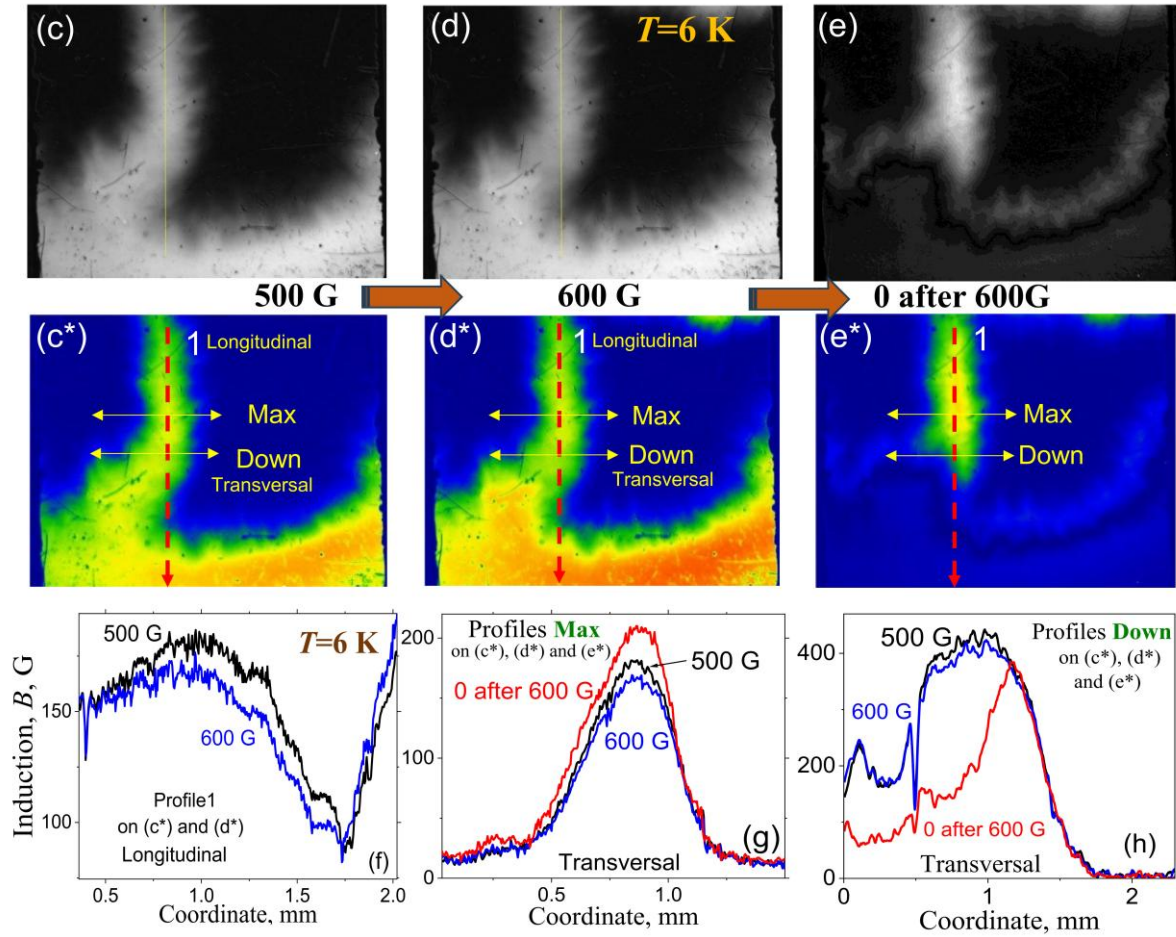 (c)
(d)
T=6 K
(e)
500 G
600 G
0 after 600G
(c*)
1
Longitudinal
Max
Down
Transversal
(d*)
1
Longitudinal
Max
Down
Transversal
(e*)
1
Max
Down
Induction, B, G
150
100
500 G
T=6 K
600 G
Profile1
on (c*) and (d*)
Longitudinal
(f)
0.5
1.0
1.5
2.0
Coordinate, mm
200
100
0
Profiles Max
on (c*), (d*) and (e*)
500 G
0 after 600 G
600 G
Transversal
(g)
0.5
1.0
Coordinate, mm
400
200
0
500 G
Profiles Down
on (c*), (d*)
and (e*)
600 G
0 after 600 G
Transversal
(h)
0
1
2
Coordinate, mm